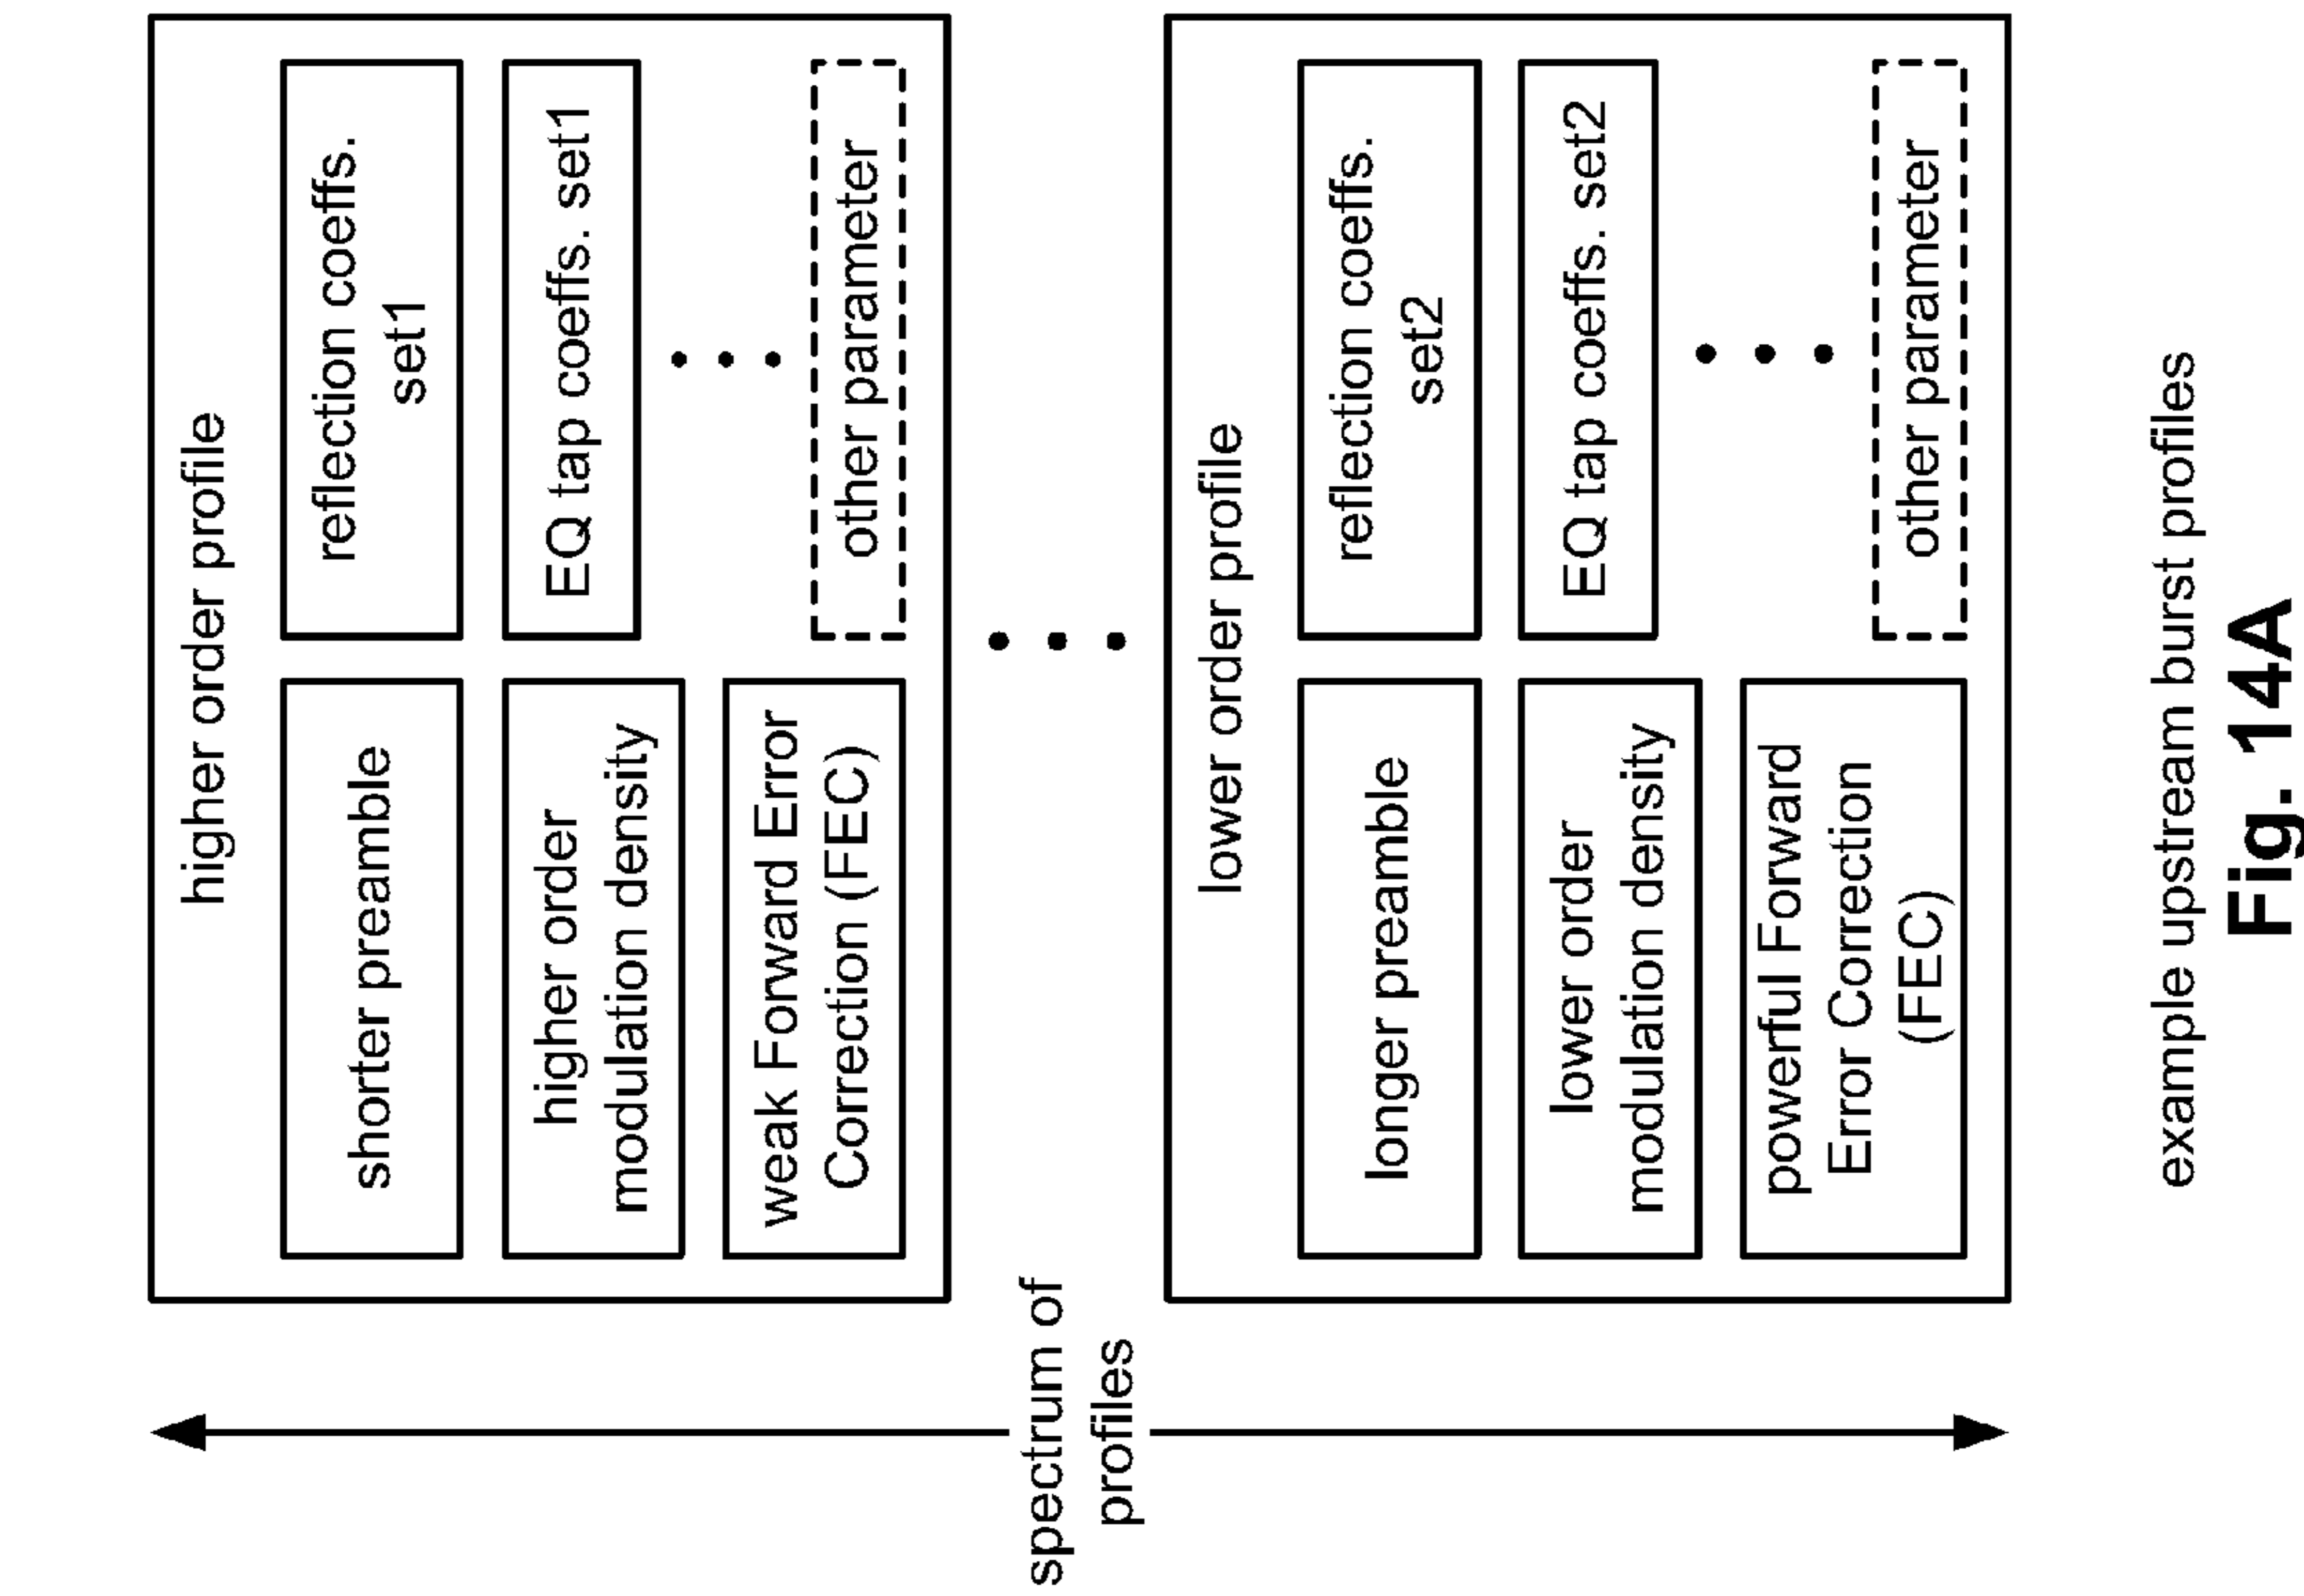 higher order profile
shorter preamble
higher order
modulation density
weak Forward Error
Correction (FEC)
reflection coeffs.
set1
EQ tap coeffs. set1
other parameter
spectrum of
profiles
lower order profile
longer preamble
lower order
modulation density
powerful Forward
Error Correction
(FEC)
reflection coeffs.
set2
EQ tap coeffs. set2
other parameter
example upstream burst profiles
Fig. 14A